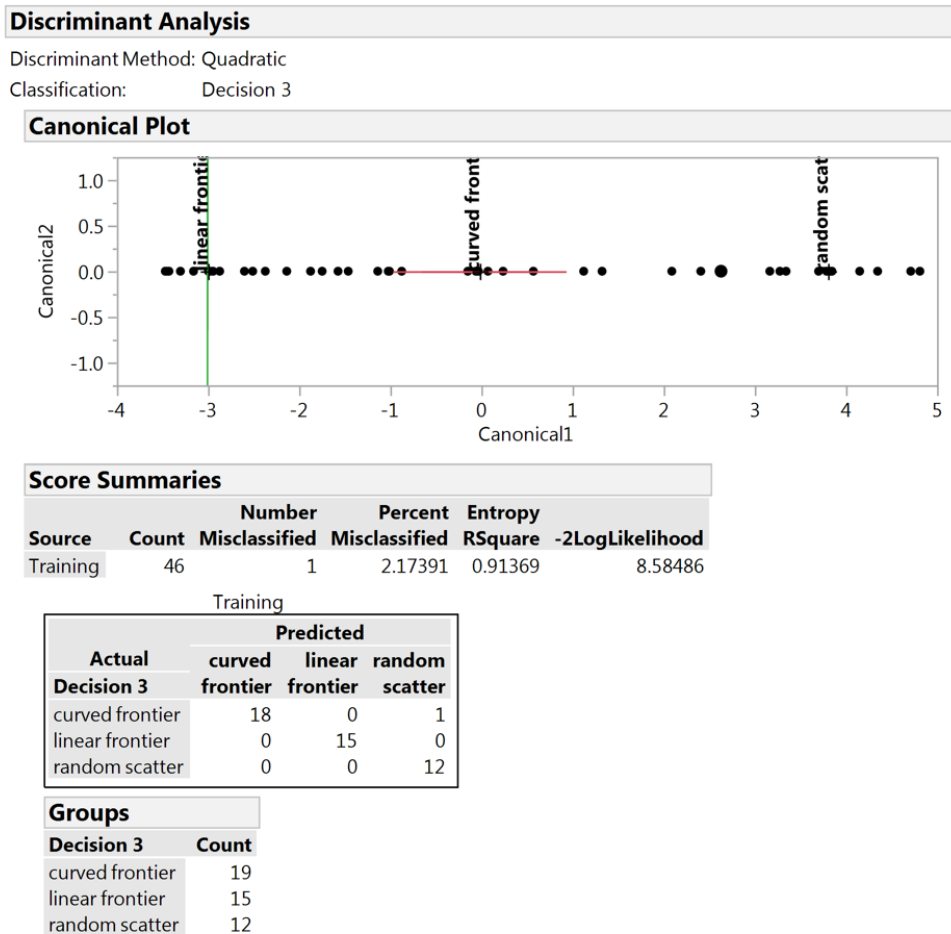 Discriminant Analysis
Discriminant Method: Quadratic
Classification: Decision 3
Canonical Plot
1.0
0.5
0.0
-0.5
-1.0
Canonical2
linear frontie
curved front
random scat
-4 -3 -2 -1 0 1 2 3 4 5
Canonical1
Score Summaries
Number Percent Entropy
Source Count Misclassified Misclassified RSquare -2LogLikelihood
Training 46 1 2.17391 0.91369 8.58486
Training
Predicted
Actual curved linear random
Decision 3 frontier frontier scatter
curved frontier 18 0 1
linear frontier 0 15 0
random scatter 0 0 12
Groups
Decision 3 Count
curved frontier 19
linear frontier 15
random scatter 12